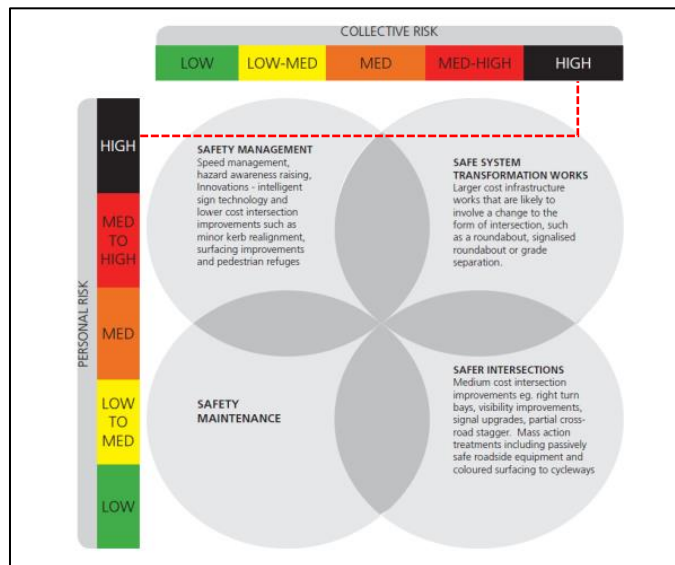 COLLECTIVE RISK
LOW
LOW-MED
MED
MED-HIGH
HIGH
PERSONAL RISK
HIGH
MED
TO
HIGH
MED
LOW
TO
MED
LOW
SAFETY MANAGEMENT
Speed management,
hazard awareness raising,
Innovations - intelligent
sign technology and
lower cost intersection
improvements such as
minor kerb realignment,
surfacing improvements
and pedestrian refuges
SAFE SYSTEM
TRANSFORMATION WORKS
Larger cost infrastructure
works that are likely to
involve a change to the
form of intersection, such
as a roundabout, signalised
roundabout or grade
separation.
SAFETY
MAINTENANCE
SAFER INTERSECTIONS
Medium cost intersection
improvements eg. right turn
bays, visibility improvements,
signal upgrades, partial cross-
road stagger. Mass action
treatments including passively
safe roadside equipment and
coloured surfacing to cycleways